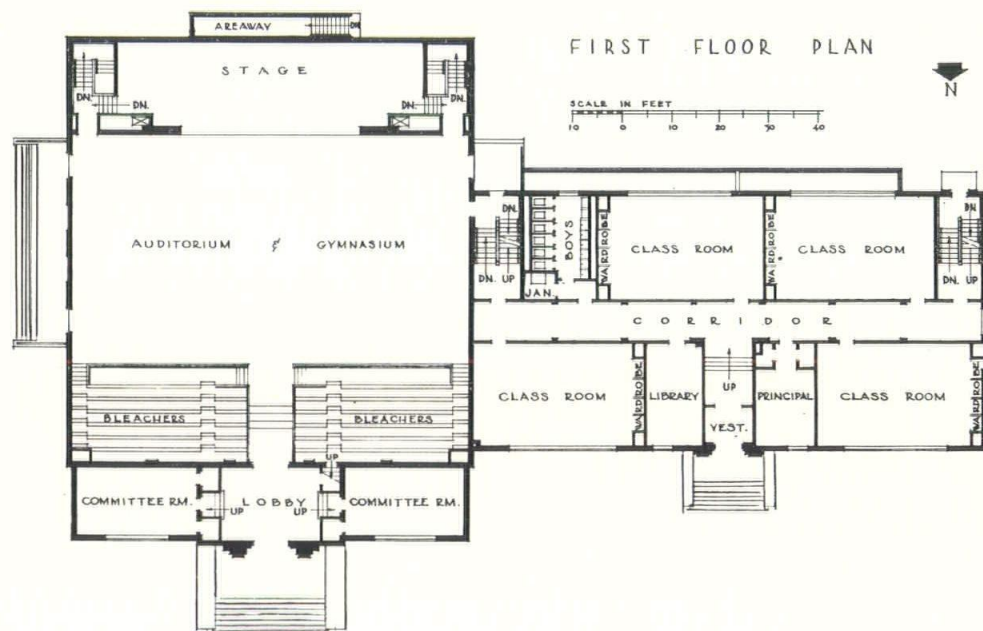 AREAWAY
DN.
FIRST FLOOR PLAN
STAGE
N
SCALE IN FEET
10 0 10 20 30 40
DN. DN. DN. DN.
AUDITORIUM & GYMNASIUM
DN. UP
DN.
BOYS
JAN.
WARDROBE
CLASS ROOM
WARDROBE
CLASS ROOM
DN.
DN. UP
CORRIDOR
BLEACHERS
BLEACHERS
CLASS ROOM
WARDROBE
LIBRARY
UP
VEST.
PRINCIPAL
CLASS ROOM
WARDROBE
UP
COMMITTEE RM.
UP
LOBBY
UP
COMMITTEE RM.